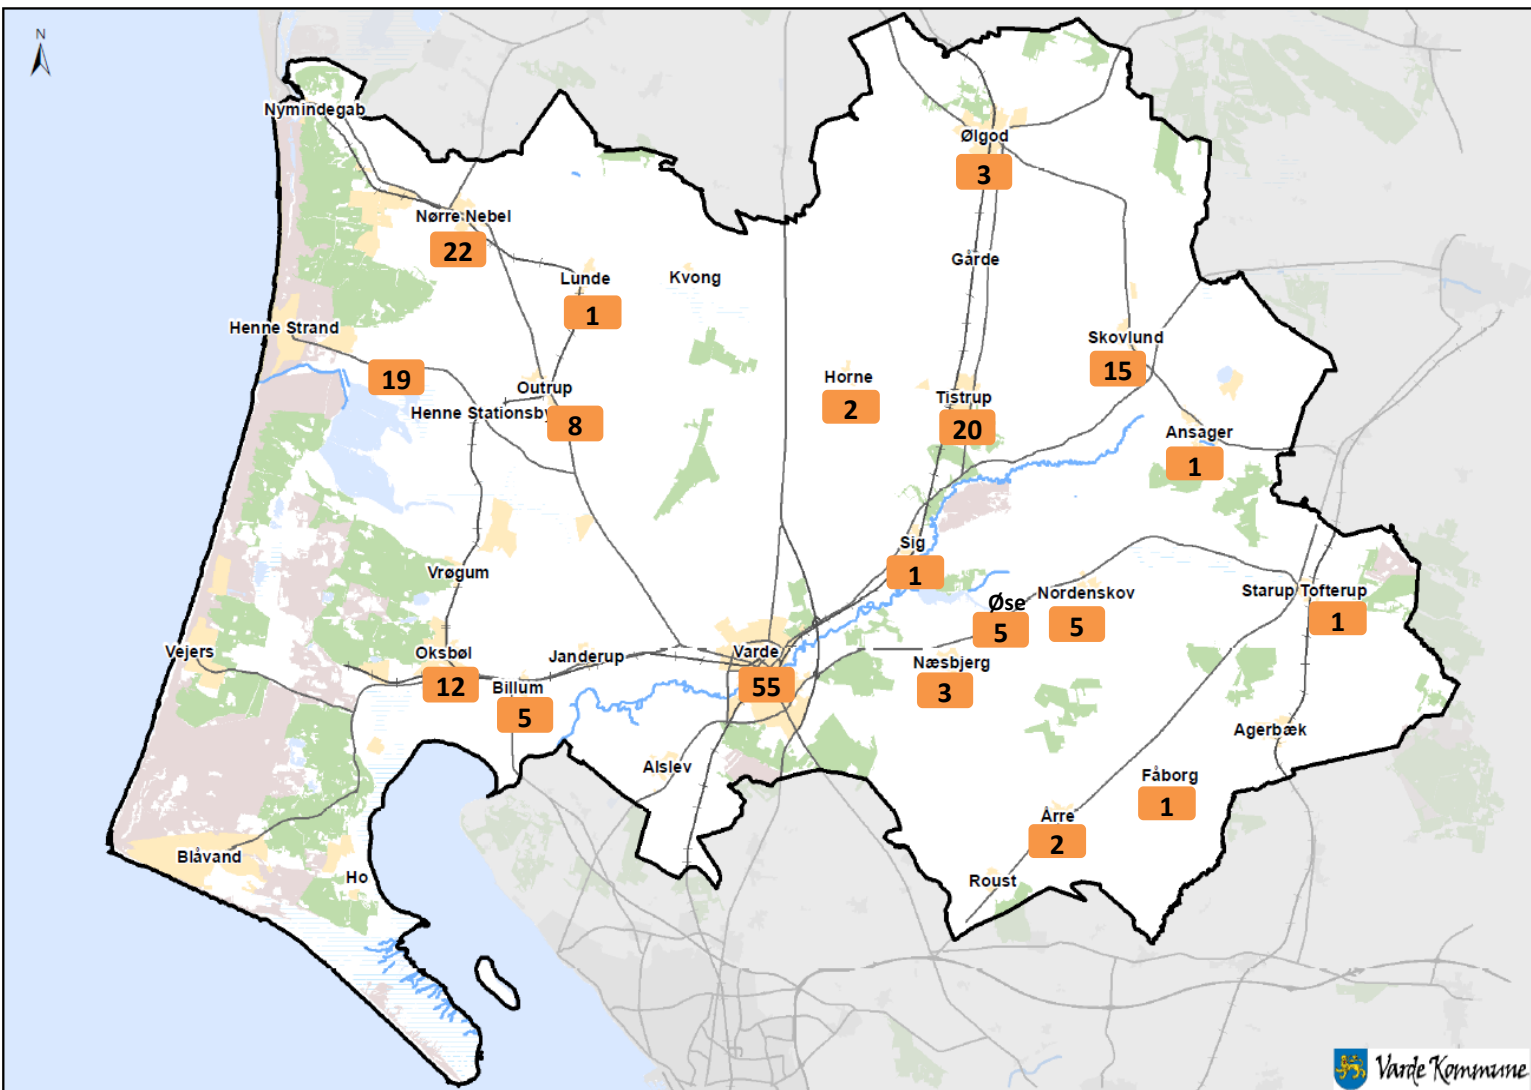 N
Nymindegab
Ølgod
3
Nørre Nebel
22
Gårde
Lunde
Kvong
1
Henne Strand
Skovlund
15
19
Horne
2
Outrup
Tistrup
20
Henne Stationsby
8
Ansager
1
Sig
1
Vrøgum
Nordenskov
5
Øse
5
Starup Tofterup
1
Vejers
Oksbøl
12
Janderup
Varde
55
Næsbjerg
3
Billum
5
Agerbæk
Alslev
Fåborg
1
Årre
2
Blåvand
Ho
Roust
Varde Kommune